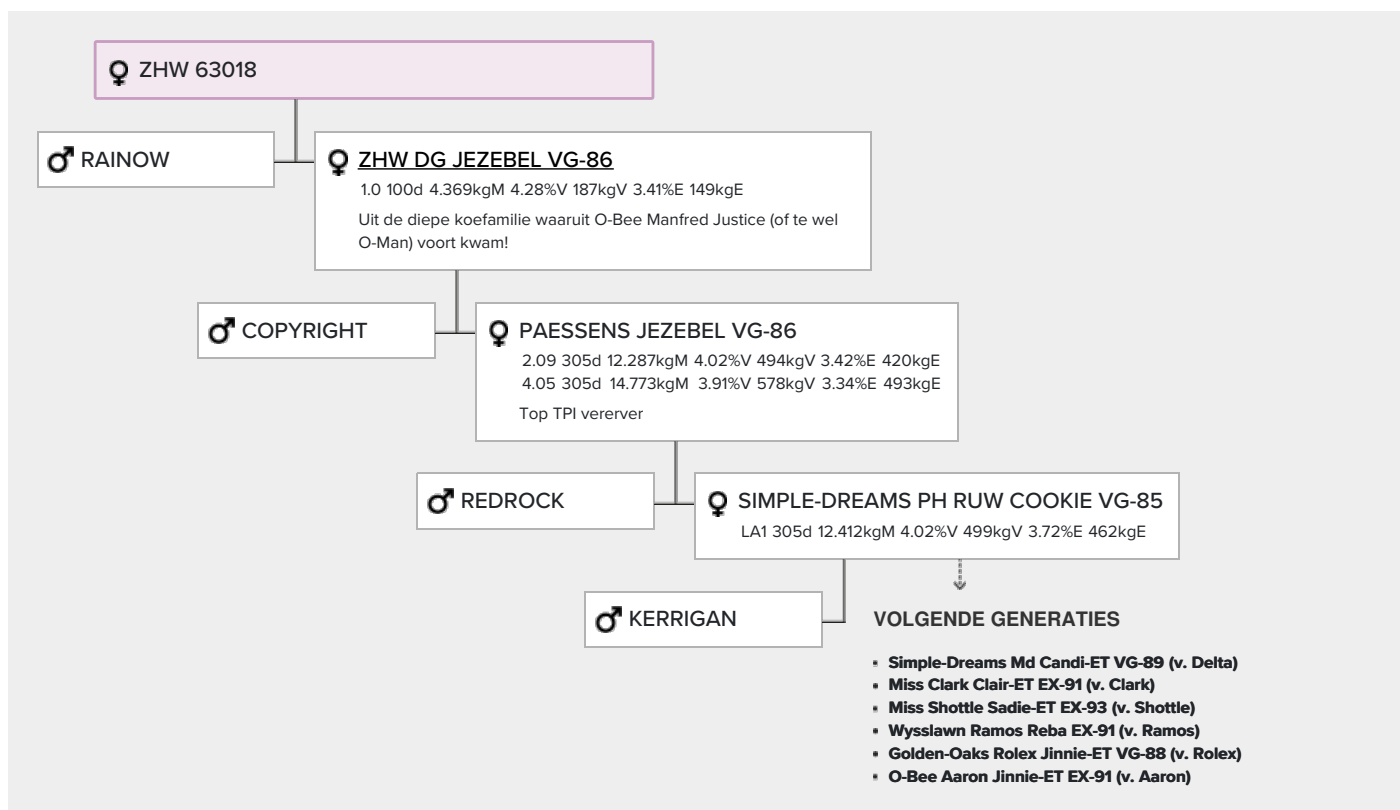 ZHW 63018
RAINOW
ZHW DG JEZEBEL VG-86
1.0 100d 4.369kgM 4.28%V 187kgV 3.41%E 149kgE
Uit de diepe koefamilie waaruit O-Bee Manfred Justice (of te wel
O-Man) voort kwam!
COPYRIGHT
PAESSENS JEZEBEL VG-86
2.09 305d 12.287kgM 4.02%V 494kgV 3.42%E 420kgE
4.05 305d 14.773kgM 3.91%V 578kgV 3.34%E 493kgE
Top TPI vererver
REDROCK
SIMPLE-DREAMS PH RUW COOKIE VG-85
LA1 305d 12.412kgM 4.02%V 499kgV 3.72%E 462kgE
KERRIGAN
VOLGENDE GENERATIES
Simple-Dreams Md Candi-ET VG-89 (v. Delta)
Miss Clark Clair-ET EX-91 (v. Clark)
Miss Shottle Sadie-ET EX-93 (v. Shottle)
Wysslawn Ramos Reba EX-91 (v. Ramos)
Golden-Oaks Rolex Jinnie-ET VG-88 (v. Rolex)
O-Bee Aaron Jinnie-ET EX-91 (v. Aaron)